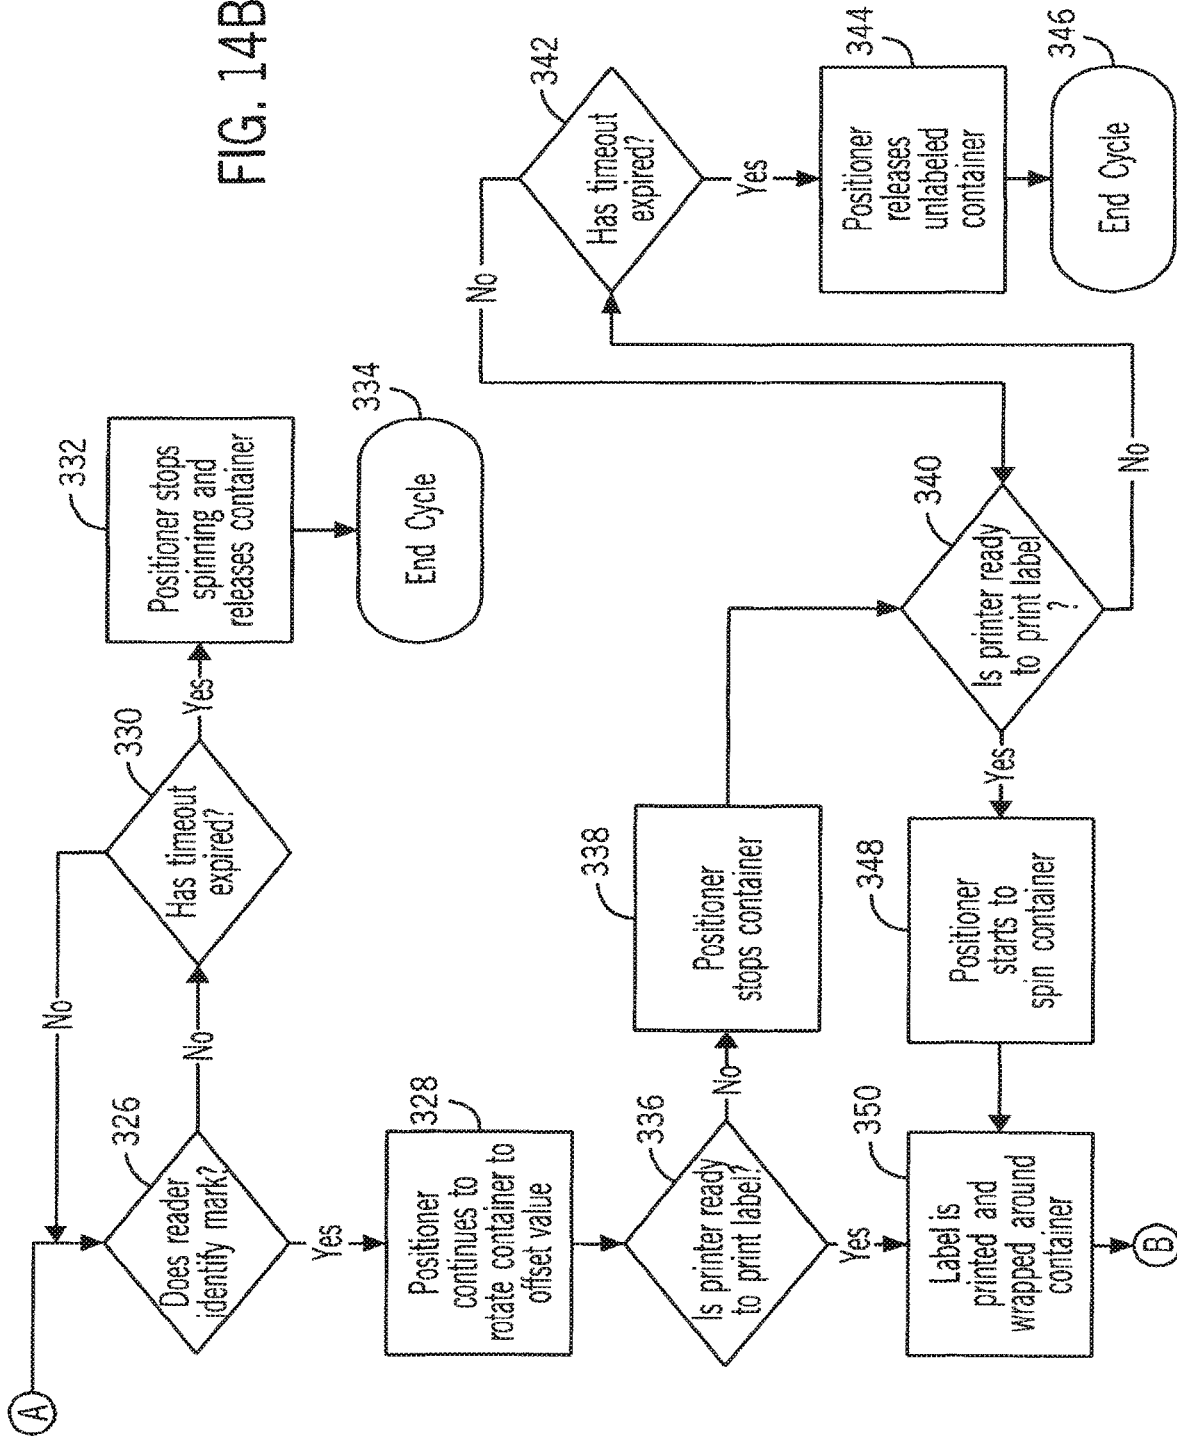 FIG. 14B
A
326
Does reader
identify mark?
No
330
Has timeout
expired?
No
Yes
332
Positioner stops
spinning and
releases container
334
End Cycle
Yes
328
Positioner
continues to
rotate container to
offset value
336
Is printer ready
to print label?
No
338
Positioner
stops container
340
Is printer ready
to print label
?
No
342
Has timeout
expired?
No
Yes
344
Positioner
releases
unlabeled
container
346
End Cycle
Yes
348
Positioner
starts to
spin container
Yes
350
Label is
printed and
wrapped around
container
B